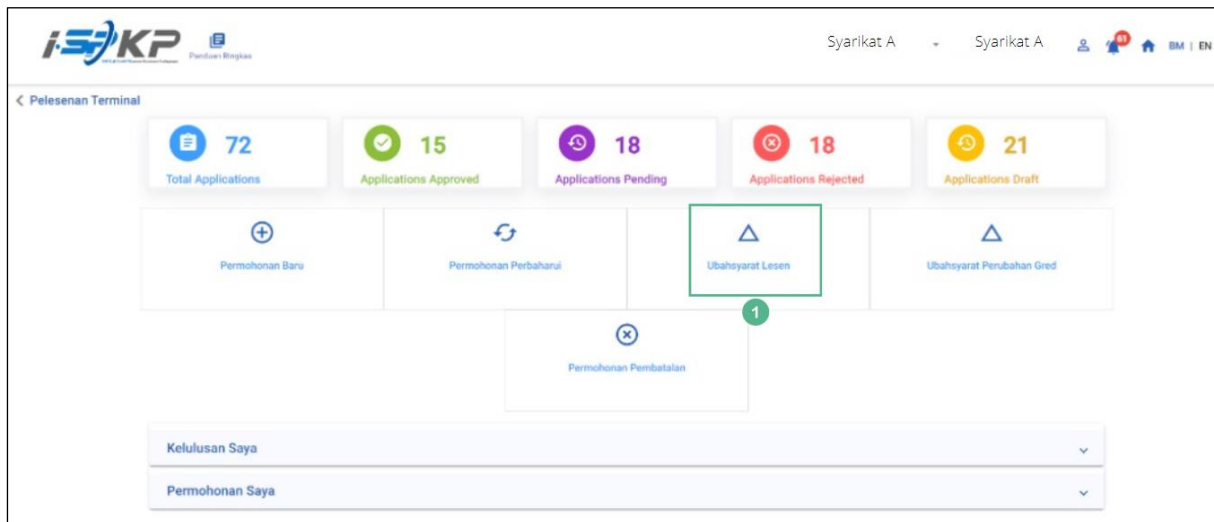 i-SPKP
Panduan Ringkas
Syarikat A - Syarikat A 61 BM | EN
< Pelesenan Terminal
72 15 18 18 21
Total Applications Applications Approved Applications Pending Applications Rejected Applications Draft
Permohonan Baru Permohonan Perbaharui Ubahsyarat Lesen Ubahsyarat Perubahan Gred
1
Permohonan Pembatalan
Kelulusan Saya
Permohonan Saya